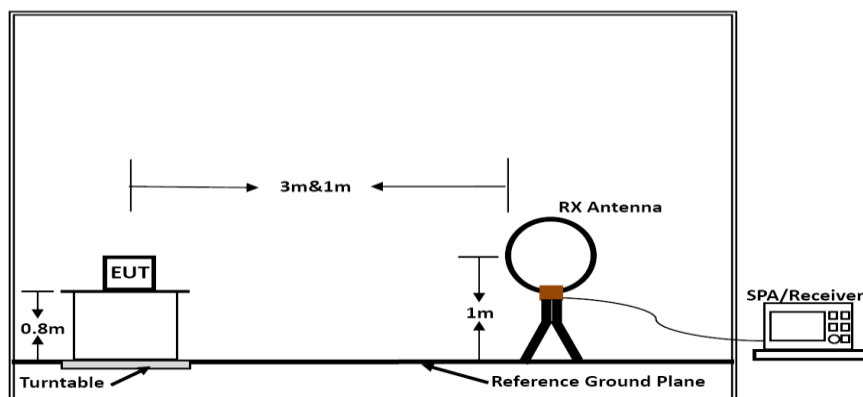 3m&1m
RX Antenna
EUT
SPA/Receiver
0.8m
1m
Turntable
Reference Ground Plane